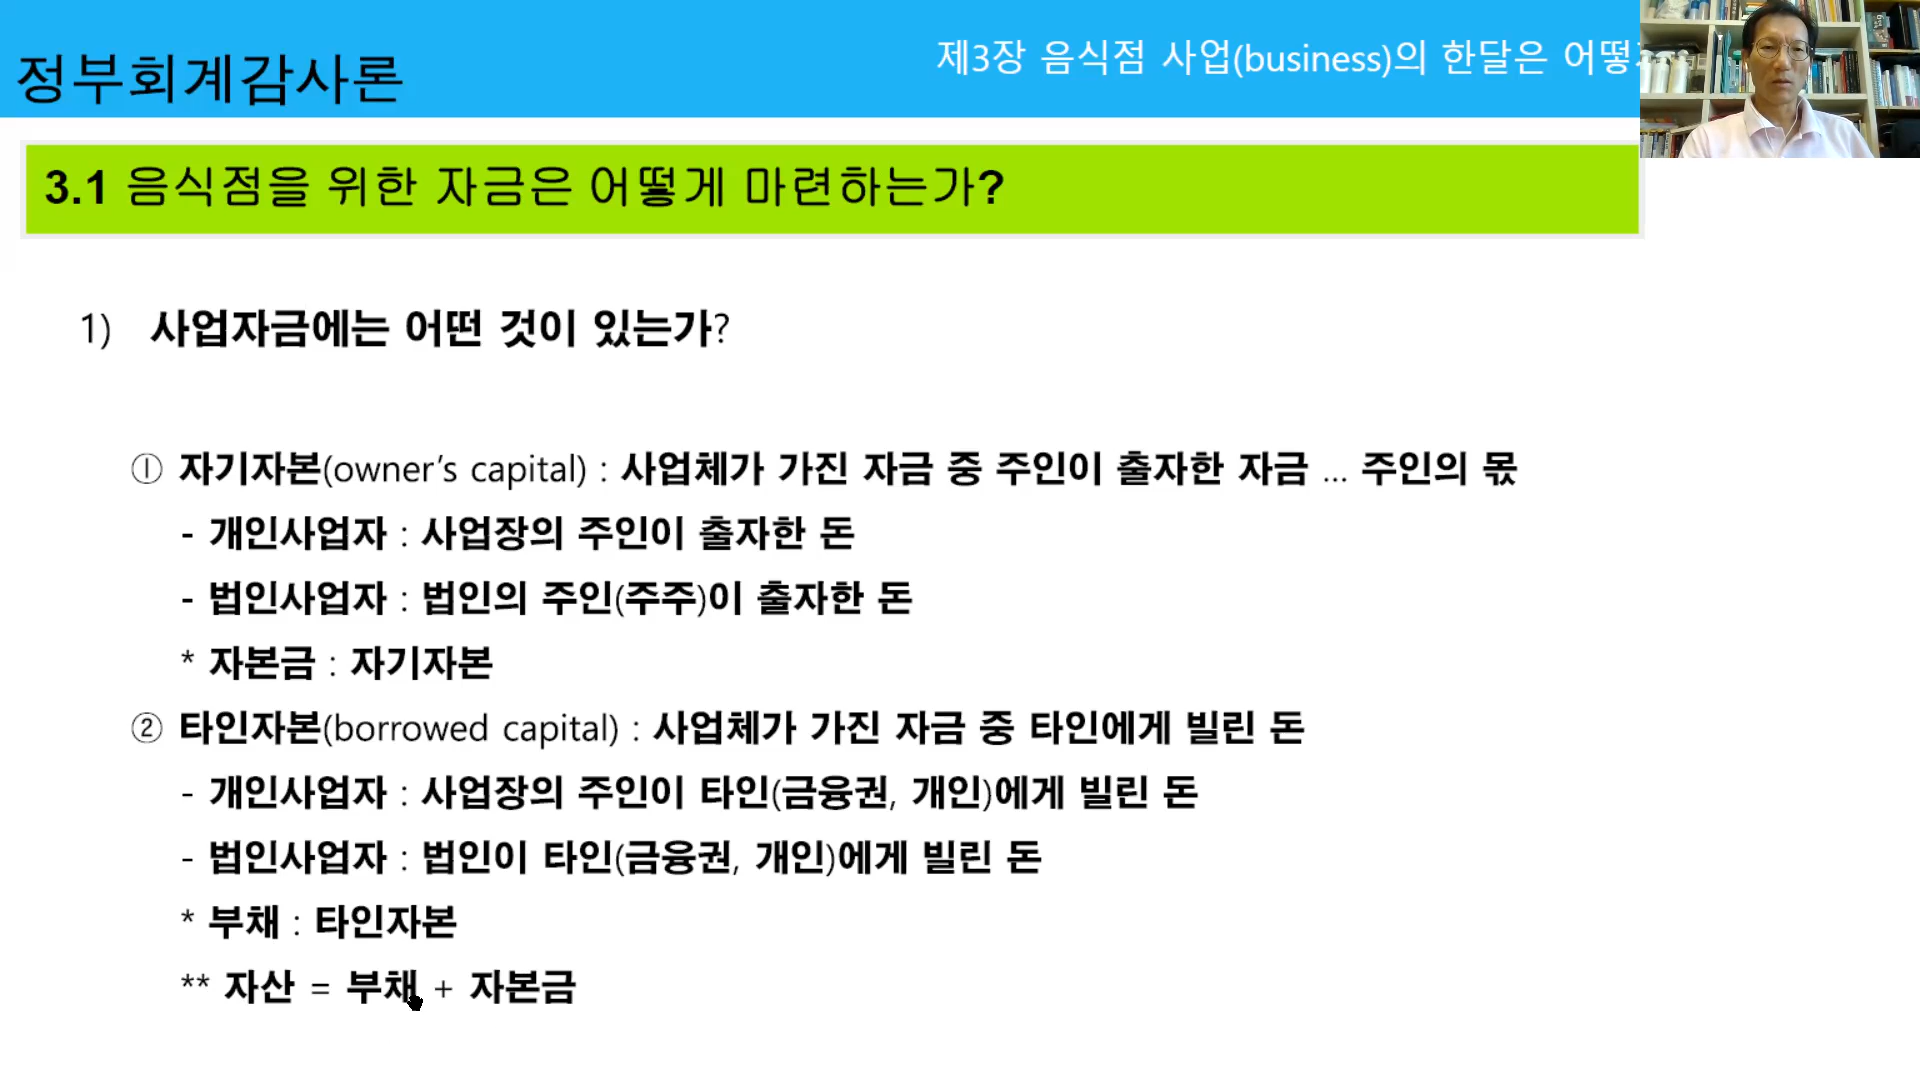 정부회계감사론
제3장 음식점 사업(business)의 한달은
3.1 음식점을 위한 자금은 어떻게 마련하는가?
1) 사업자금에는 어떤 것이 있는가?
① 자기자본(owner's capital) : 사업체가 가진 자금 중 주인이 출자한 자금 ... 주인의 몫
- 개인사업자 : 사업장의 주인이 출자한 돈
- 법인사업자 : 법인의 주인(주주)이 출자한 돈
* 자본금 : 자기자본
② 타인자본(borrowed capital) : 사업체가 가진 자금 중 타인에게 빌린 돈
- 개인사업자 : 사업장의 주인이 타인(금융권, 개인)에게 빌린 돈
- 법인사업자 : 법인이 타인(금융권, 개인)에게 빌린 돈
* 부채 : 타인자본
** 자산 = 부채 + 자본금